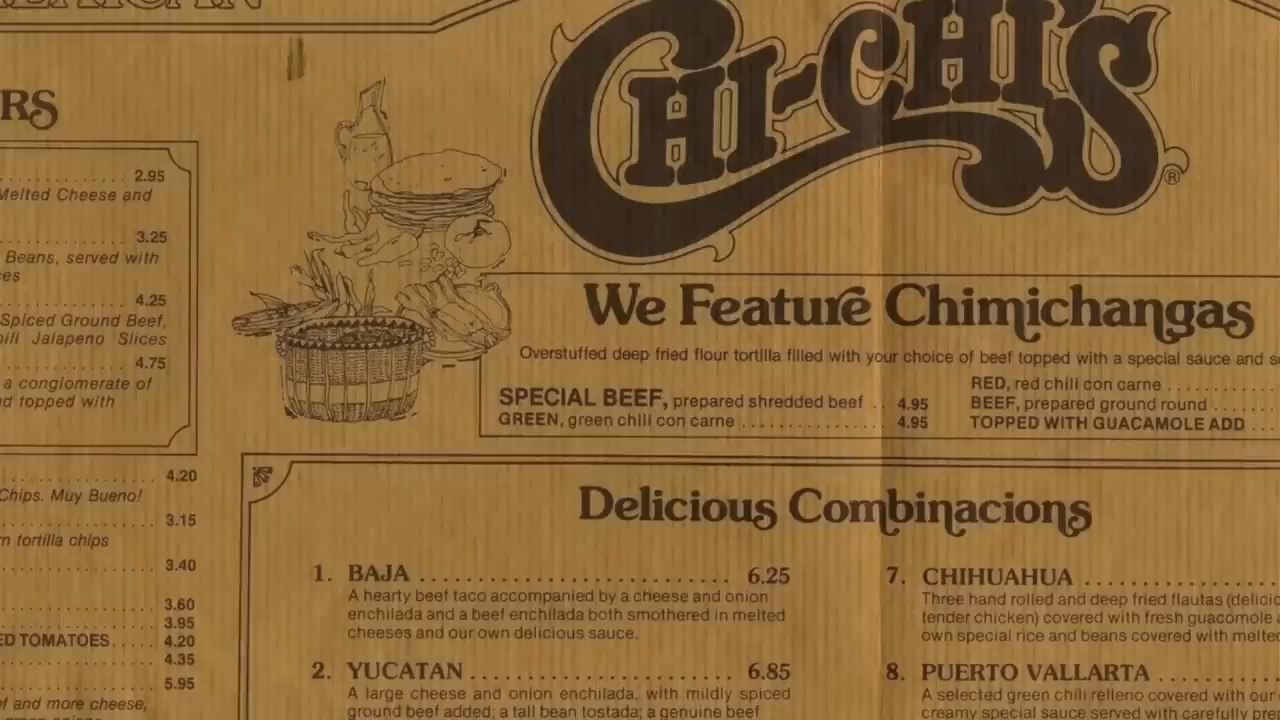 RS
2.95
Melted Cheese and
3.25
Beans, served with
4.25
Spiced Ground Beef,
Jalapeno Slices
4.75
a conglomerate of
topped with
4.20
Chips. Muy Bueno!
3.15
tortilla chips
3.40
3.60
3.95
TOMATOES 4.20
4.35
5.95
and more cheese,
CHI-CHI'S®
We Feature Chimichangas
Overstuffed deep fried flour tortilla filled with your choice of beef topped with a special sauce and
SPECIAL BEEF, prepared shredded beef .. 4.95
GREEN, green chili con carne .......................... 4.95
RED, red chili con carne ..........
BEEF, prepared ground round ......
TOPPED WITH GUACAMOLE ADD ...
Delicious Combinacions
1. BAJA ................................ 6.25
A hearty beef taco accompanied by a cheese and onion
enchilada and a beef enchilada both smothered in melted
cheeses and our own delicious sauce.
2. YUCATAN .......................... 6.85
A large cheese and onion enchilada, with mildly spiced
ground beef added; a tall bean tostada; a genuine beef
7. CHIHUAHUA ....................
Three hand rolled and deep fried flautas
tender chicken) covered with fresh guacomole
own special rice and beans covered with
8. PUERTO VALLARTA ............
A selected green chili relleno covered with our
creamy special sauce served with carefully